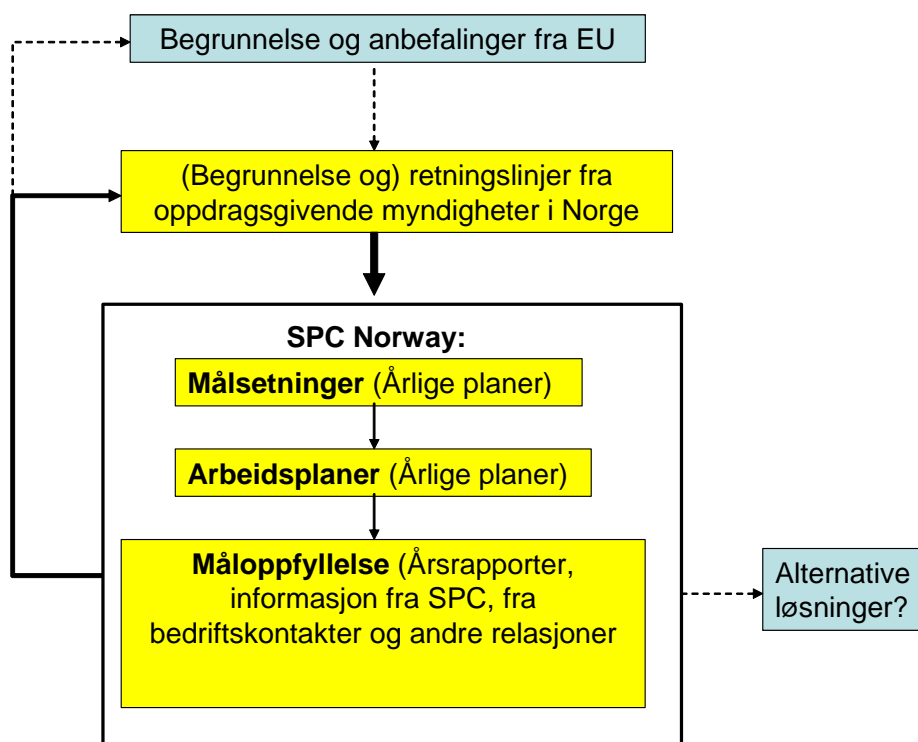 Begrunnelse og anbefalinger fra EU
(Begrunnelse og) retningslinjer fra
oppdragsgivende myndigheter i Norge
SPC Norway:
Målsetninger (Årlige planer)
Arbeidsplaner (Årlige planer)
Måloppfyllelse (Årsrapporter,
informasjon fra SPC, fra
bedriftskontakter og andre relasjoner
Alternative
løsninger?